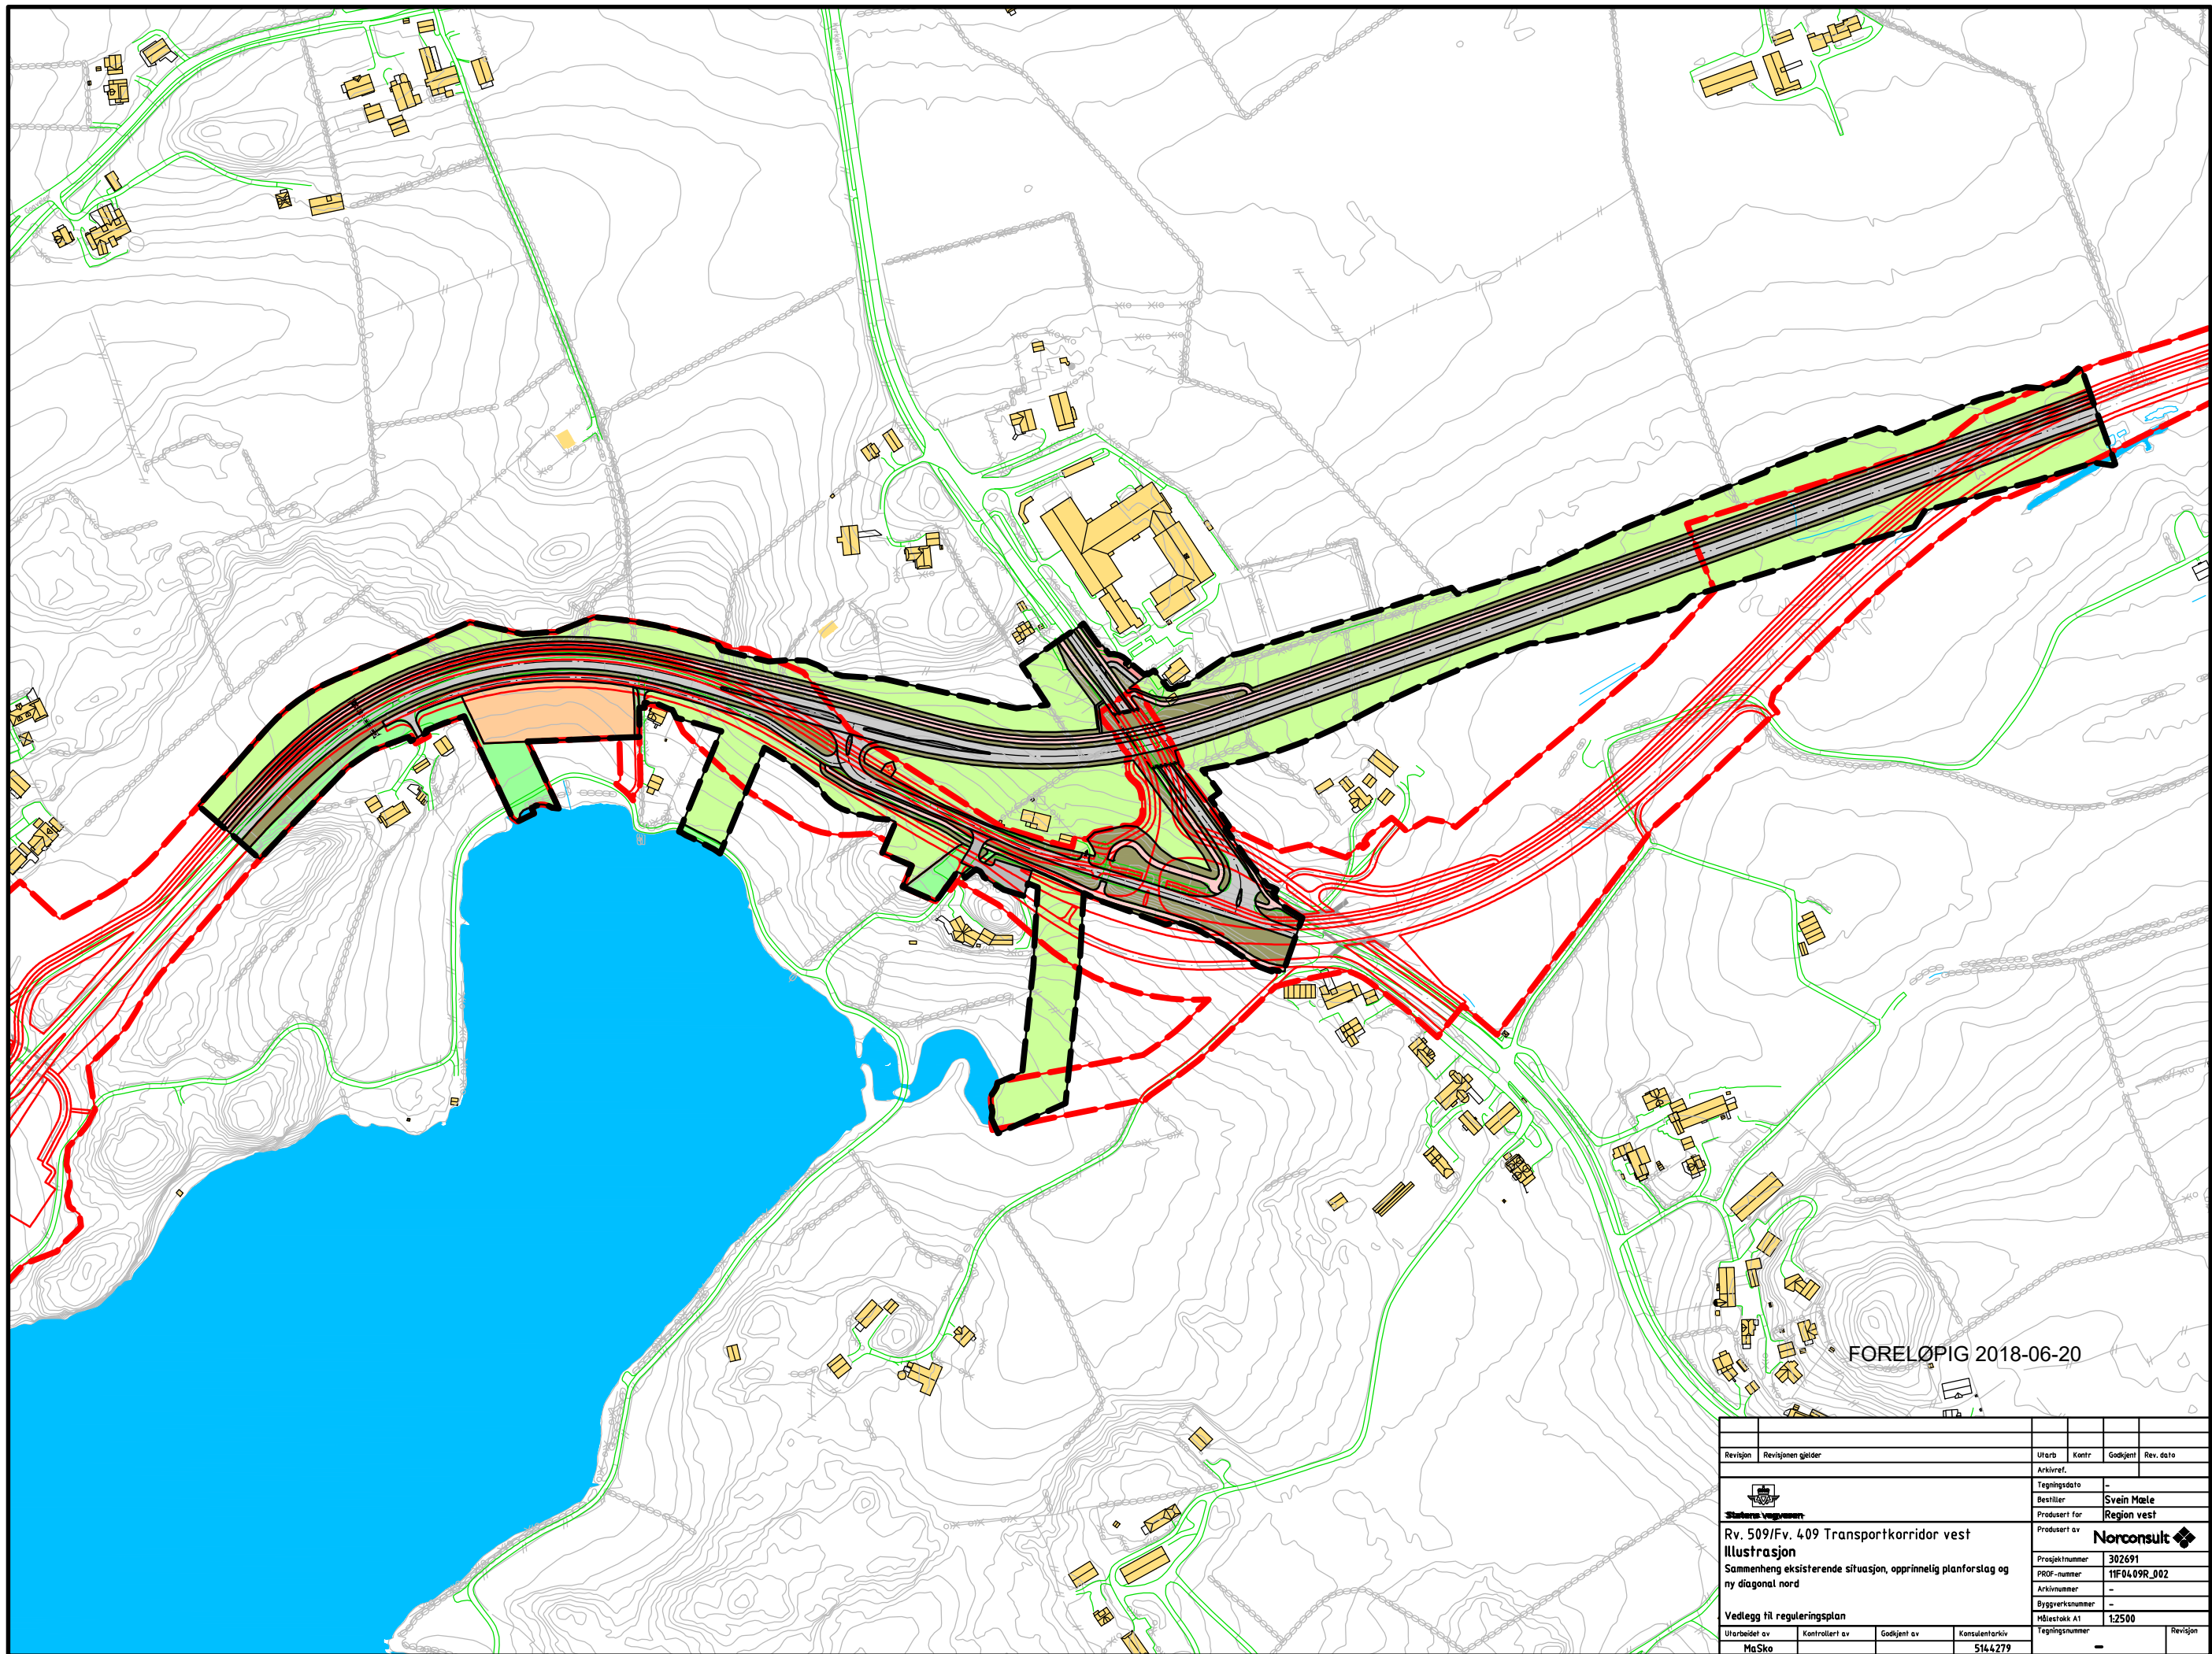 FORELØPIG 2018-06-20
Revisjon Revisjonen gjelder Utarb Kontr Godkjent Rev. dato
Arkivref.
Statens vegvesen
Tegningsdato -
Bestiller Svein Mæle
Produsert for Region vest
Produsert av Norconsult
Rv. 509/Fv. 409 Transportkorridor vest
Illustrasjon
Sammenheng eksisterende situasjon, opprinnelig planforslag og
ny diagonal nord
Vedlegg til reguleringsplan
Prosjektnummer 302691
PROF-nummer 11F0409R_002
Arkivnummer -
Byggverksnummer -
Målestokk A1 1:2500
Utarbeidet av Kontrollert av Godkjent av Konsulentarkiv
MaSko 5144279
Tegningsnummer Revisjon
-